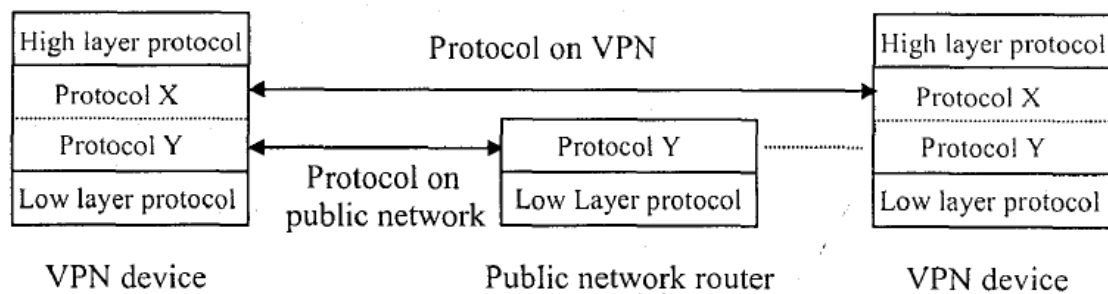 High layer protocol
Protocol X
Protocol Y
Low layer protocol
VPN device
Protocol on VPN
Protocol on
public network
Protocol Y
Low Layer protocol
Public network router
High layer protocol
Protocol X
Protocol Y
Low layer protocol
VPN device